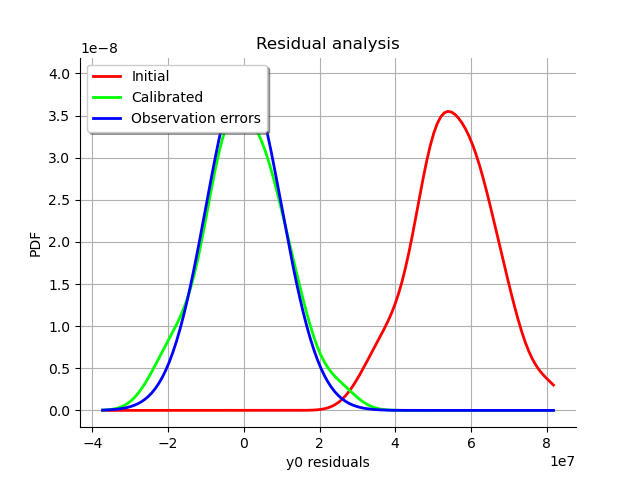 Residual analysis
1e−8
Initial
Calibrated
Observation errors
4.0
3.5
3.0
2.5
2.0
1.5
1.0
0.5
0.0
PDF
−4 −2 0 2 4 6 8
y0 residuals
1e7